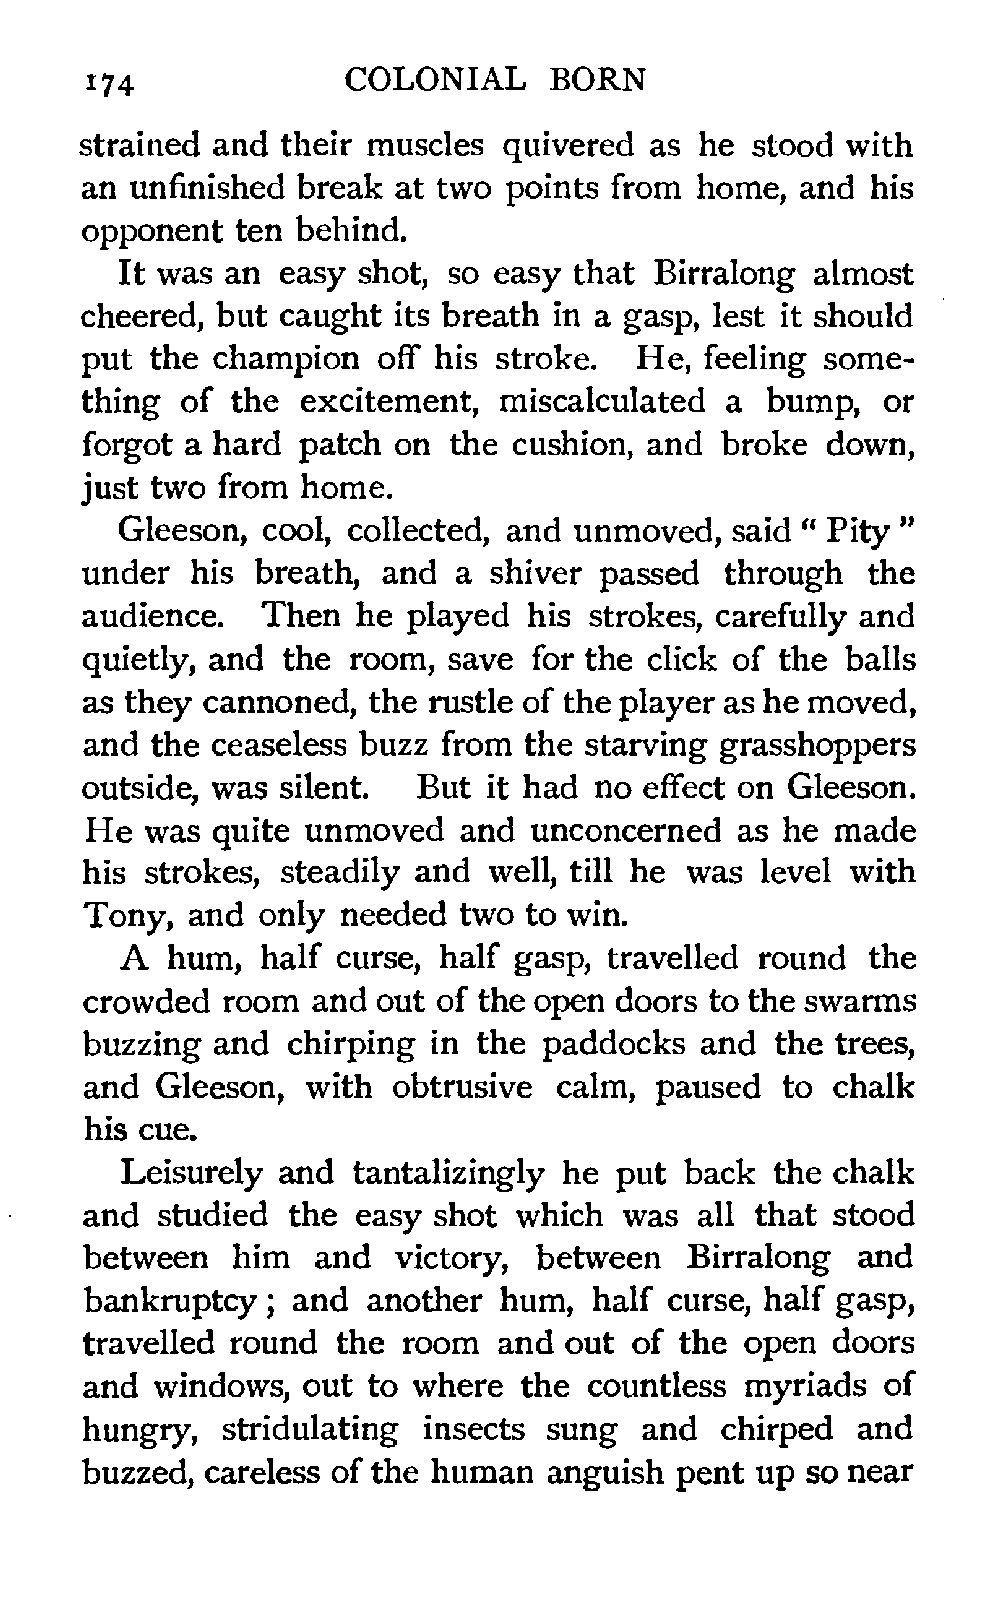 174 COLONIAL BORN
strained and their muscles quivered as he stood with
an unfinished break at two points from home, and his
opponent ten behind.
It was an easy shot, so easy that Birralong almost
cheered, but caught its breath in a gasp, lest it should
put the champion off his stroke. He, feeling some-
thing of the excitement, miscalculated a bump, or
forgot a hard patch on the cushion, and broke down,
just two from home.
Gleeson, cool, collected, and unmoved, said “ Pity ”
under his breath, and a shiver passed through the
audience. Then he played his strokes, carefully and
quietly, and the room, save for the click of the balls
as they cannoned, the rustle of the player as he moved,
and the ceaseless buzz from the starving grasshoppers
outside, was silent. But it had no effect on Gleeson.
He was quite unmoved and unconcerned as he made
his strokes, steadily and well, till he was level with
Tony, and only needed two to win.
A hum, half curse, half gasp, travelled round the
crowded room and out of the open doors to the swarms
buzzing and chirping in the paddocks and the trees,
and Gleeson, with obtrusive calm, paused to chalk
his cue.
Leisurely and tantalizingly he put back the chalk
and studied the easy shot which was all that stood
between him and victory, between Birralong and
bankruptcy ; and another hum, half curse, half gasp,
travelled round the room and out of the open doors
and windows, out to where the countless myriads of
hungry, stridulating insects sung and chirped and
buzzed, careless of the human anguish pent up so near